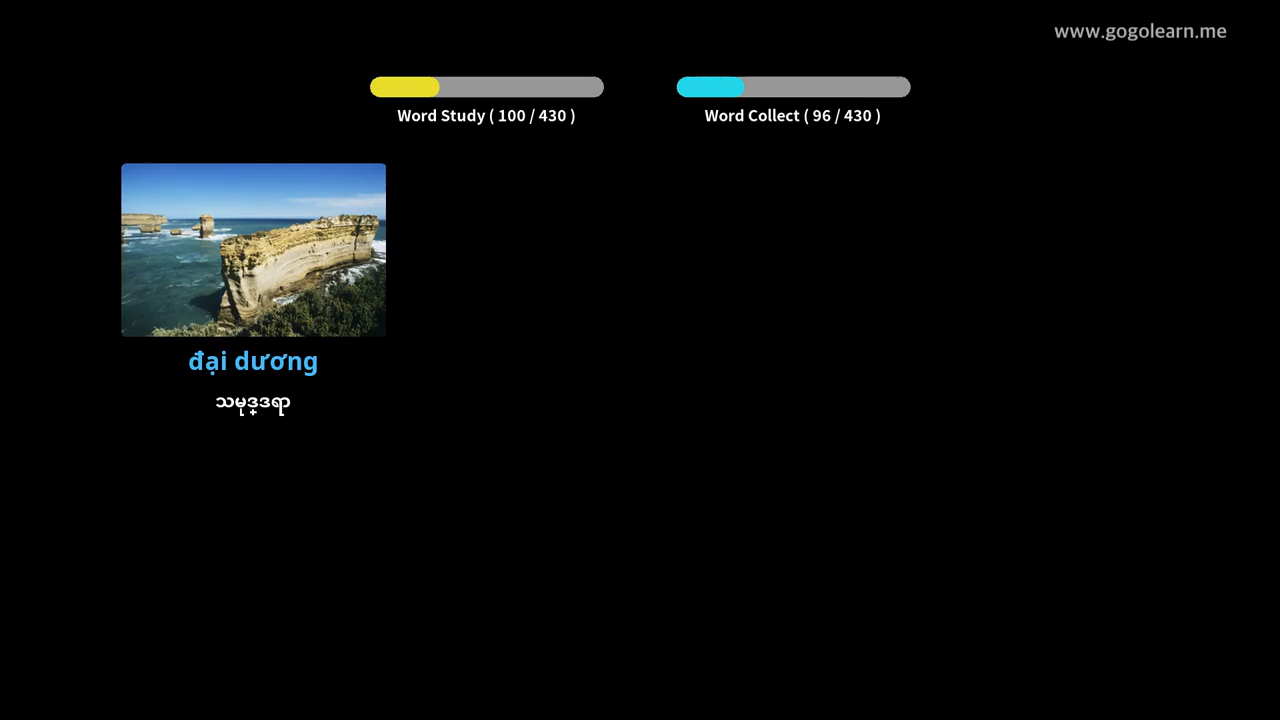 www.gogolearn.me
Word Study ( 100 / 430 )
Word Collect ( 96 / 430 )
đại dương
သမုဒ္ဒရာ